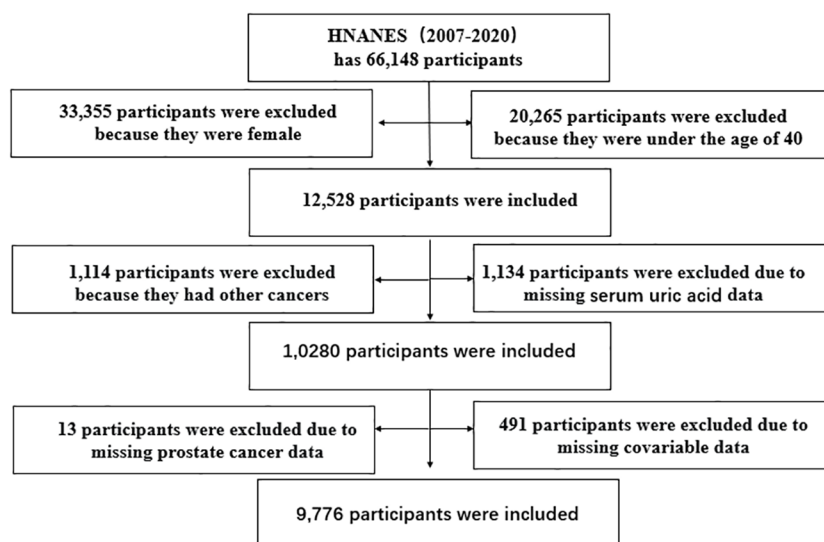 HNANES（2007-2020）
has 66,148 participants
33,355 participants were excluded
because they were female
20,265 participants were excluded
because they were under the age of 40
12,528 participants were included
1,114 participants were excluded
because they had other cancers
1,134 participants were excluded due to
missing serum uric acid data
1,0280 participants were included
13 participants were excluded due to
missing prostate cancer data
491 participants were excluded due to
missing covariable data
9,776 participants were included